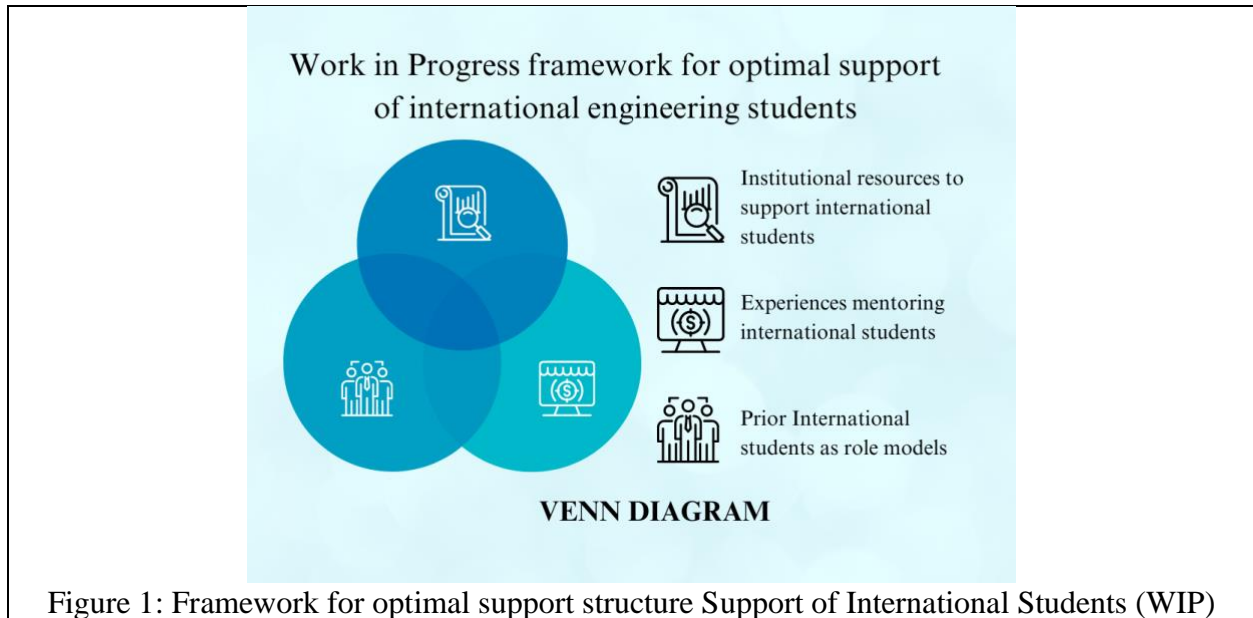 Work in Progress framework for optimal support
of international engineering students
Institutional resources to
support international
students
Experiences mentoring
international students
Prior International
students as role models
VENN DIAGRAM
Figure 1: Framework for optimal support structure Support of International Students (WIP)